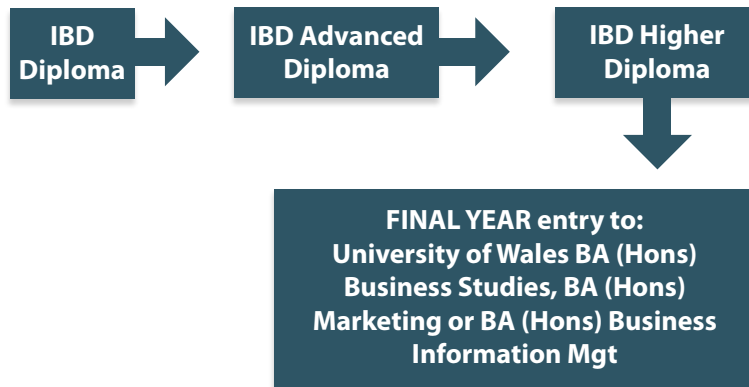 IBD
Diploma
IBD Advanced
Diploma
IBD Higher
Diploma
FINAL YEAR entry to:
University of Wales BA (Hons)
Business Studies, BA (Hons)
Marketing or BA (Hons) Business
Information Mgt